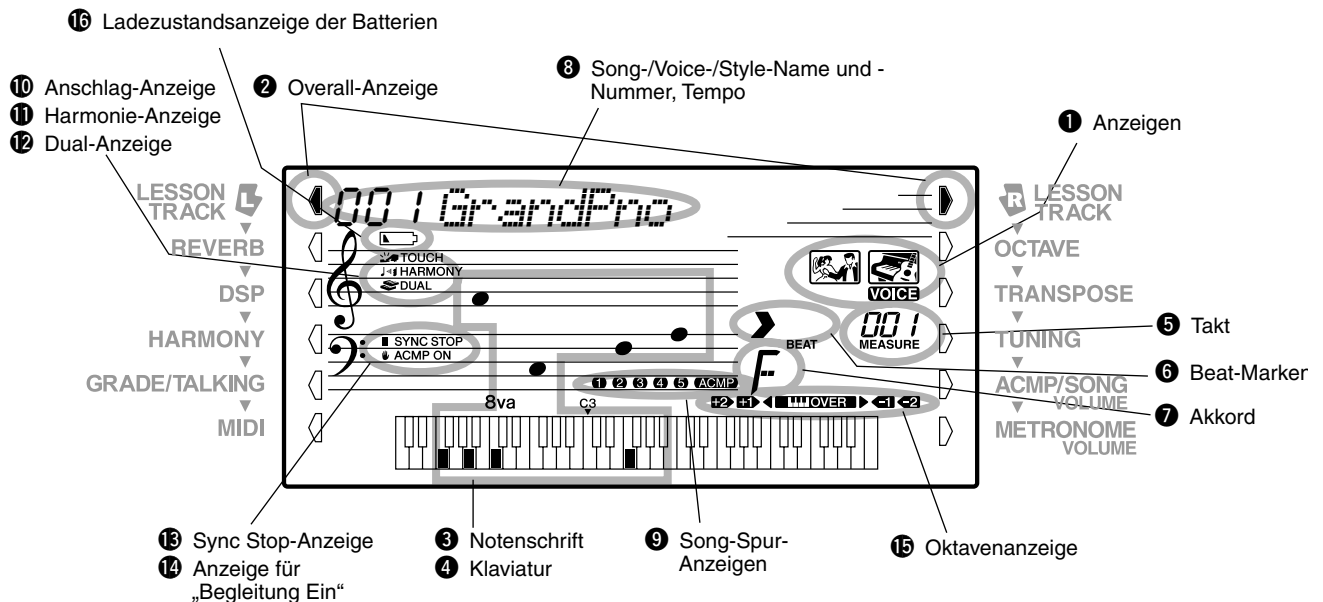 ⓰ Ladezustandsanzeige der Batterien
❿ Anschlag-Anzeige
⓫ Harmonie-Anzeige
⓬ Dual-Anzeige
❷ Overall-Anzeige
❽ Song-/Voice-/Style-Name und -
Nummer, Tempo
❶ Anzeigen
LESSON L
TRACK
REVERB
DSP
HARMONY
GRADE/TALKING
MIDI
001 GrandPno
TOUCH
HARMONY
DUAL
SYNC STOP
ACMP ON
VOICE
BEAT
001
MEASURE
F
1 2 3 4 5 ACMP
+2 +1 OVER -1 -2
8va
C3
R LESSON
TRACK
OCTAVE
TRANSPOSE
TUNING
ACMP/SONG
VOLUME
METRONOME
VOLUME
❺ Takt
❻ Beat-Marker
❼ Akkord
⓭ Sync Stop-Anzeige
⓮ Anzeige für
„Begleitung Ein“
❸ Notenschrift
❹ Klaviatur
❾ Song-Spur-
Anzeigen
⓯ Oktavenanzeige